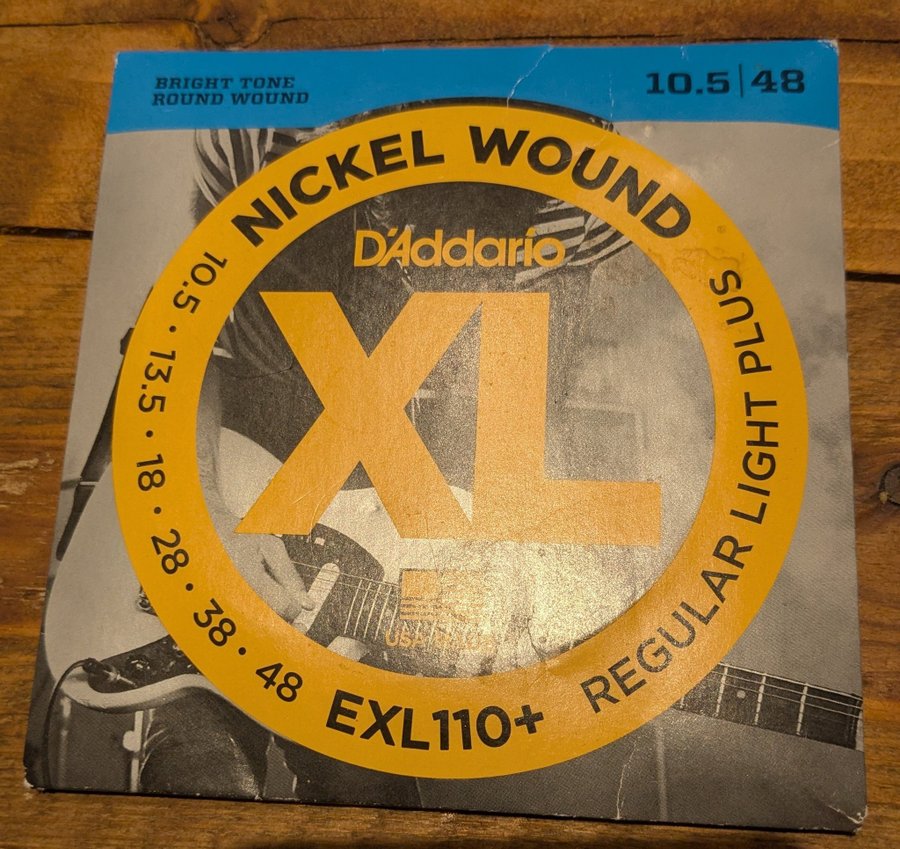 BRIGHT TONE
ROUND WOUND
10.5|48
NICKEL WOUND
D'Addario
XL
10.5 • 13.5 • 18 • 28 • 38 • 48
EXL110+
REGULAR LIGHT PLUS
USA